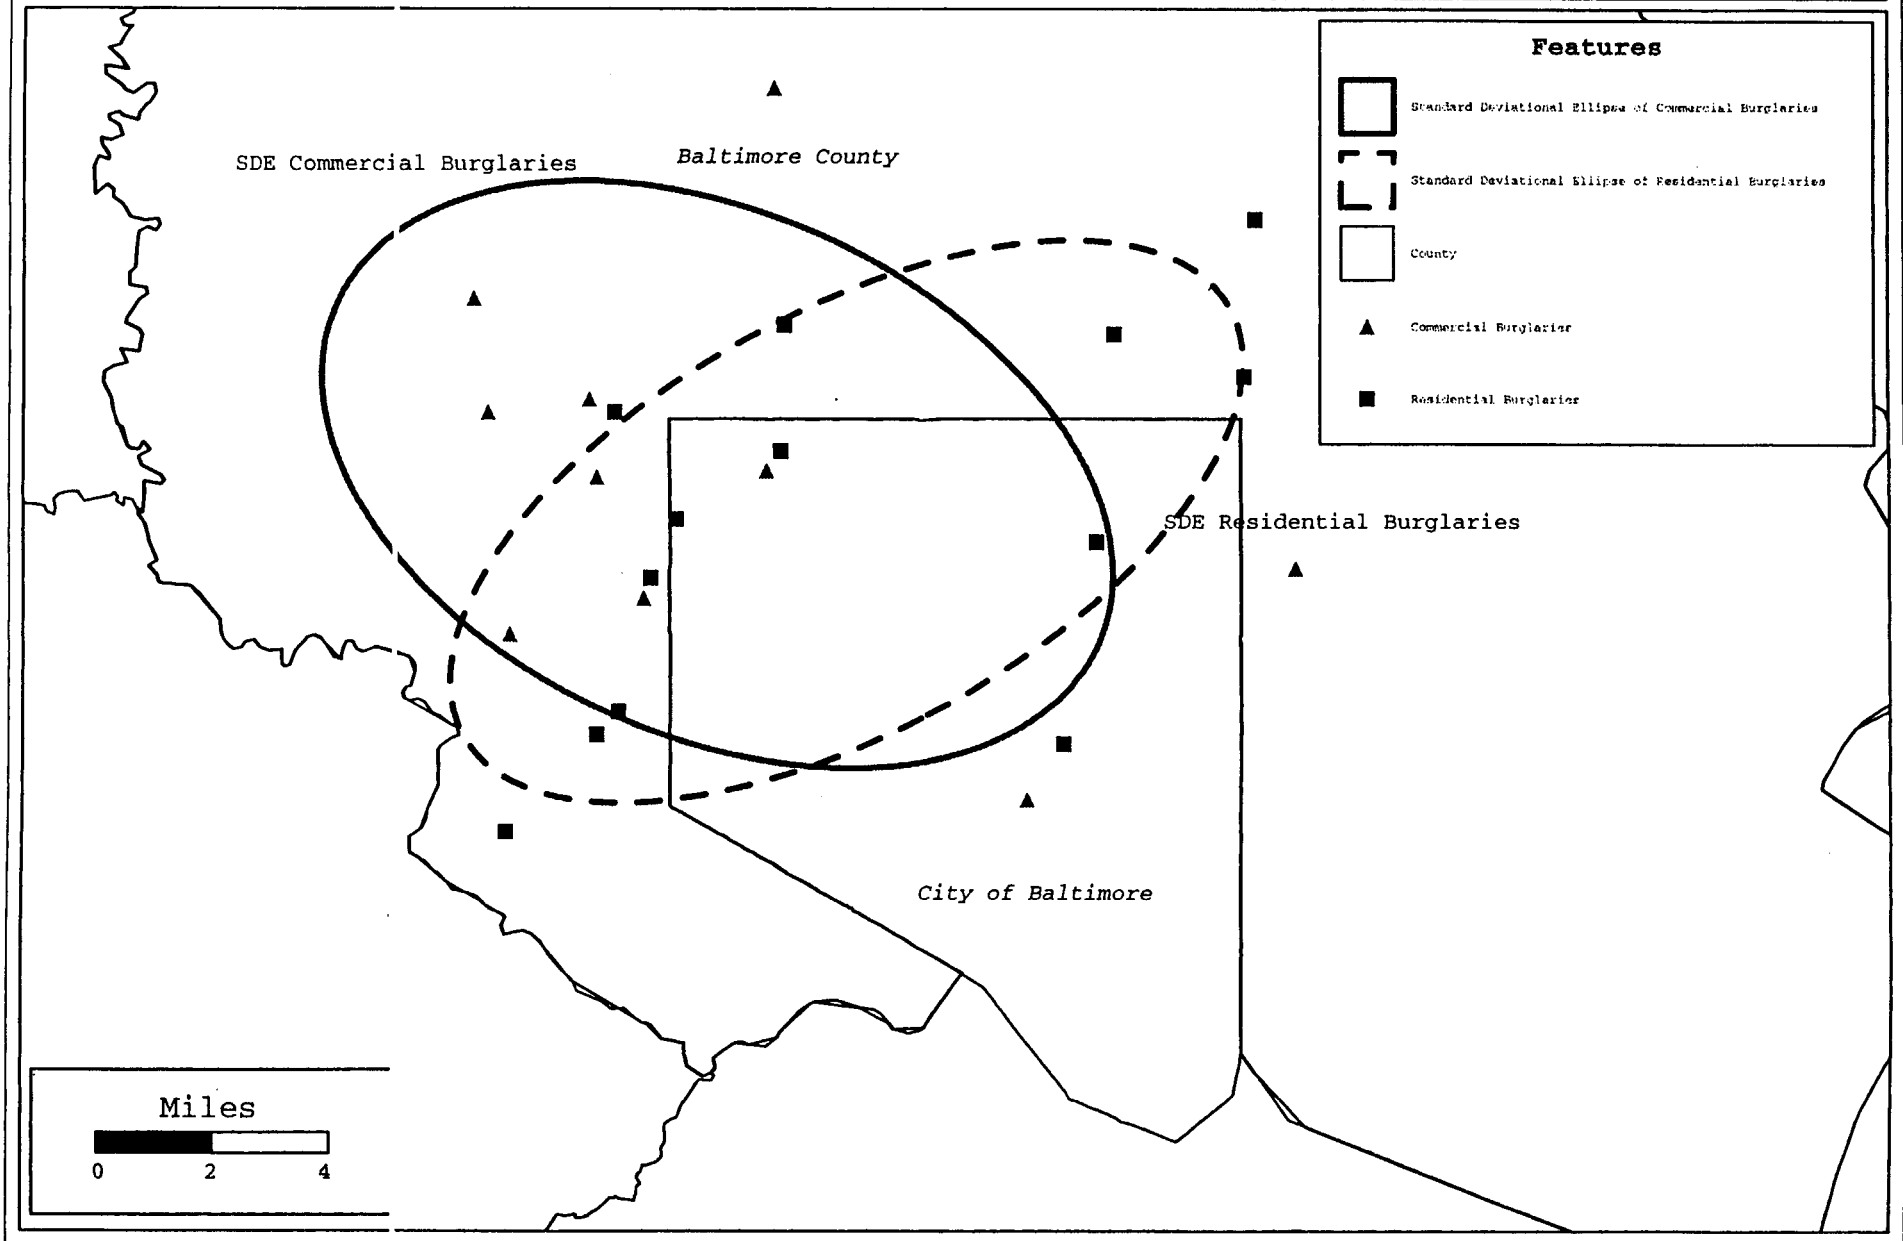 Features
Standard Deviational Ellipse of Commercial Burglaries
Standard Deviational Ellipse of Residential Burglaries
County
Commercial Burglaries
Residential Burglaries
Baltimore County
SDE Commercial Burglaries
SDE Residential Burglaries
City of Baltimore
Miles
0 2 4